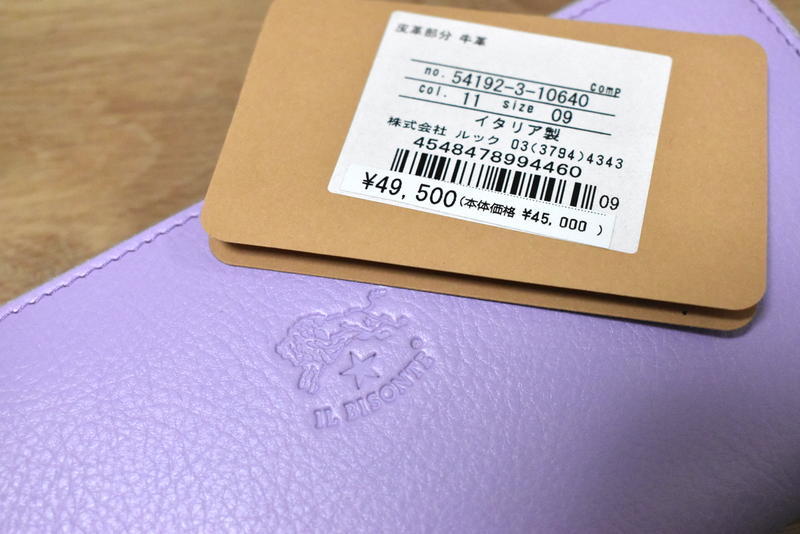 皮革部分 牛革
comp
no. 54192-3-10640
col. 11 size 09
イタリア製
株式会社 ルック 03(3794)4343
4548478994460
09
¥49,500(本体価格 ¥45,000 )
IL BISONTE